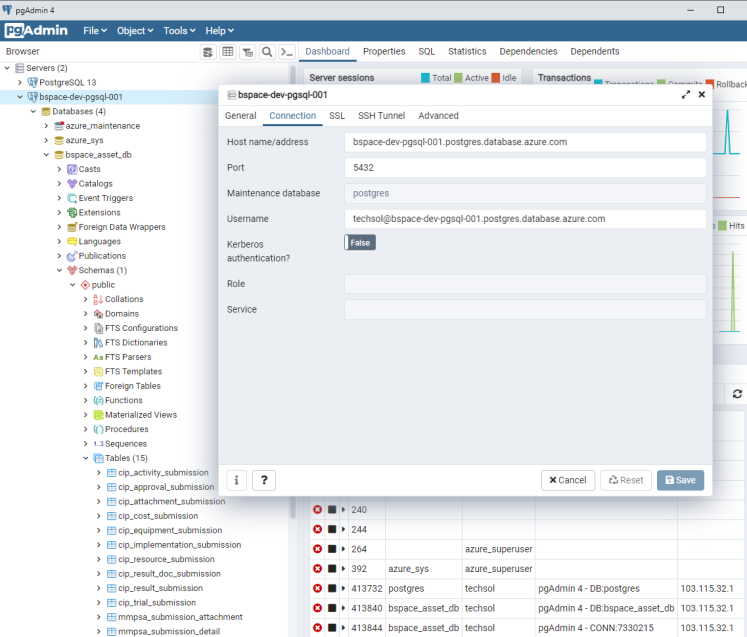 pgAdmin 4
pgAdmin File Object Tools Help
Browser
Dashboard Properties SQL Statistics Dependencies Dependents
Servers (2)
PostgreSQL 13
bspace-dev-pgsql-001
Databases (4)
azure_maintenance
azure_sys
bspace_asset_db
Casts
Catalogs
Event Triggers
Extensions
Foreign Data Wrappers
Languages
Publications
Schemas (1)
public
Collations
Domains
FTS Configurations
FTS Dictionaries
Aa FTS Parsers
FTS Templates
Foreign Tables
Functions
Materialized Views
Procedures
1..3 Sequences
Tables (15)
cip_activity_submission
cip_approval_submission
cip_attachment_submission
cip_cost_submission
cip_equipment_submission
cip_implementation_submission
cip_resource_submission
cip_result_doc_submission
cip_result_submission
cip_trial_submission
mmpsa_submission_attachment
mmpsa_submission_detail
Server sessions Total Active Idle
Transactions Transactions Commits Rollback
Hits
bspace-dev-pgsql-001
General Connection SSL SSH Tunnel Advanced
Host name/address bspace-dev-pgsql-001.postgres.database.azure.com
Port 5432
Maintenance database postgres
Username techsol@bspace-dev-pgsql-001.postgres.database.azure.com
Kerberos authentication? False
Role
Service
i ? Cancel Reset Save
240
244
264 azure_superuser
392 azure_sys azure_superuser
413732 postgres techsol pgAdmin 4 - DB:postgres 103.115.32.1
413840 bspace_asset_db techsol pgAdmin 4 - DB:bspace_asset_db 103.115.32.1
413844 bspace_asset_db techsol pgAdmin 4 - CONN:7330215 103.115.32.1